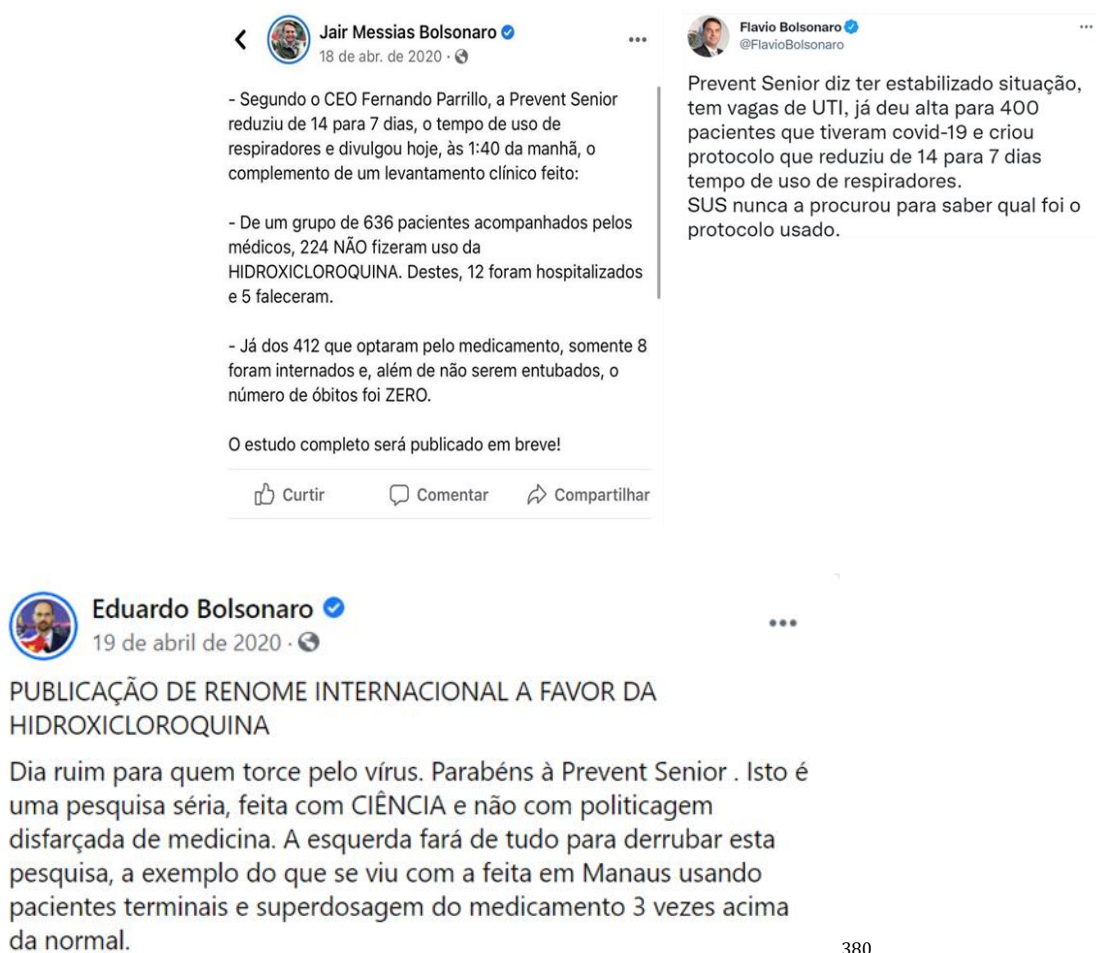 Jair Messias Bolsonaro
18 de abr. de 2020 ·
- Segundo o CEO Fernando Parrillo, a Prevent Senior
reduziu de 14 para 7 dias, o tempo de uso de
respiradores e divulgou hoje, às 1:40 da manhã, o
complemento de um levantamento clínico feito:
- De um grupo de 636 pacientes acompanhados pelos
médicos, 224 NÃO fizeram uso da
HIDROXICLOROQUINA. Destes, 12 foram hospitalizados
e 5 faleceram.
- Já dos 412 que optaram pelo medicamento, somente 8
foram internados e, além de não serem entubados, o
número de óbitos foi ZERO.
O estudo completo será publicado em breve!
Curtir Comentar Compartilhar
Flavio Bolsonaro
@FlavioBolsonaro
Prevent Senior diz ter estabilizado situação,
tem vagas de UTI, já deu alta para 400
pacientes que tiveram covid-19 e criou
protocolo que reduziu de 14 para 7 dias
tempo de uso de respiradores.
SUS nunca a procurou para saber qual foi o
protocolo usado.
Eduardo Bolsonaro
19 de abril de 2020 ·
PUBLICAÇÃO DE RENOME INTERNACIONAL A FAVOR DA
HIDROXICLOROQUINA
Dia ruim para quem torce pelo vírus. Parabéns à Prevent Senior . Isto é
uma pesquisa séria, feita com CIÊNCIA e não com politicagem
disfarçada de medicina. A esquerda fará de tudo para derrubar esta
pesquisa, a exemplo do que se viu com a feita em Manaus usando
pacientes terminais e superdosagem do medicamento 3 vezes acima
da normal.
380